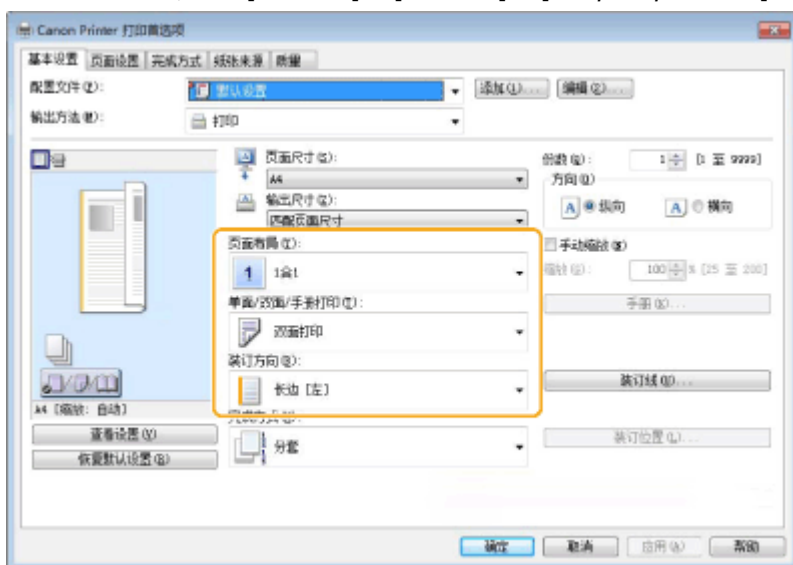 Canon Printer 打印首选项
基本设置 页面设置 完成方式 纸张来源 质量
配置文件(F): 默认设置 添加(1)... 编辑(2)...
输出方法(M): 打印
页面尺寸(S): 份数(Q): 1 [1 至 9999]
A4 方向(O)
输出尺寸(Z): A 纵向 A 横向
匹配页面尺寸
页面布局(Y): 手动缩放(N)
1 1合1 缩放(G): 100 % [25 至 200]
单面/双面/手册打印(T): 手册(K)...
双面打印
装订方向(B):
长边 [左] 装订线(U)...
A4 [缩放: 自动]
查看设置(V) 分套 装订位置(L)...
恢复默认设置(R)
确定 取消 应用(A) 帮助